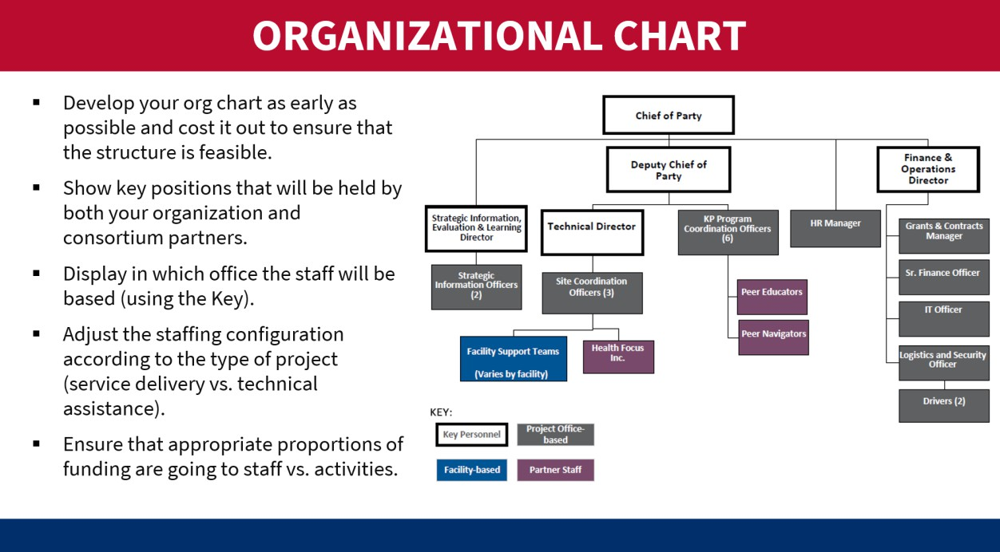 ORGANIZATIONAL CHART
▪ Develop your org chart as early as
possible and cost it out to ensure that
the structure is feasible.
▪ Show key positions that will be held by
both your organization and
consortium partners.
▪ Display in which office the staff will be
based (using the Key).
▪ Adjust the staffing configuration
according to the type of project
(service delivery vs. technical
assistance).
▪ Ensure that appropriate proportions of
funding are going to staff vs. activities.
Chief of Party
Deputy Chief of
Party
Finance &
Operations
Director
Strategic Information,
Evaluation & Learning
Director
Technical Director
KP Program
Coordination Officers
(6)
HR Manager
Grants & Contracts
Manager
Strategic
Information Officers
(2)
Site Coordination
Officers (3)
Peer Educators
Sr. Finance Officer
IT Officer
Peer Navigators
Facility Support Teams
(Varies by facility)
Health Focus
Inc.
Logistics and Security
Officer
Drivers (2)
KEY:
Key Personnel
Project Office-
based
Facility-based
Partner Staff